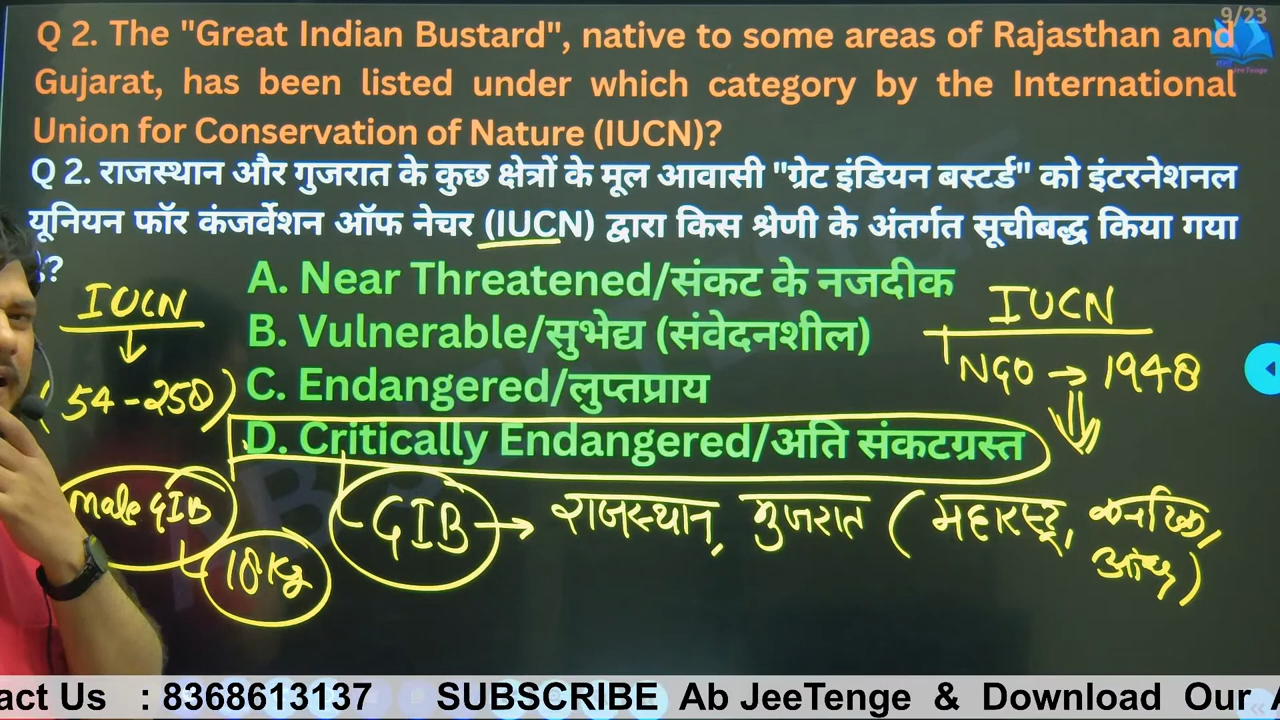 9/23
Q 2. The "Great Indian Bustard", native to some areas of Rajasthan and
Gujarat, has been listed under which category by the International
Union for Conservation of Nature (IUCN)?
Q 2. राजस्थान और गुजरात के कुछ क्षेत्रों के मूल आवासी "ग्रेट इंडियन बस्टर्ड" को इंटरनेशनल
यूनियन फॉर कंजर्वेशन ऑफ नेचर (IUCN) द्वारा किस श्रेणी के अंतर्गत सूचीबद्ध किया गया
?
A. Near Threatened/संकट के नजदीक
B. Vulnerable/सुभेद्य (संवेदनशील)
C. Endangered/लुप्तप्राय
D. Critically Endangered/अति संकटग्रस्त
IUCN
(54-250)
IUCN
NGO → 1948
Male GIB
10Kg
GIB → राजस्थान, गुजरात (महारास्ट्र, कर्नाटक,
आंध्र)
act Us : 8368613137 SUBSCRIBE Ab JeeTenge & Download Our A